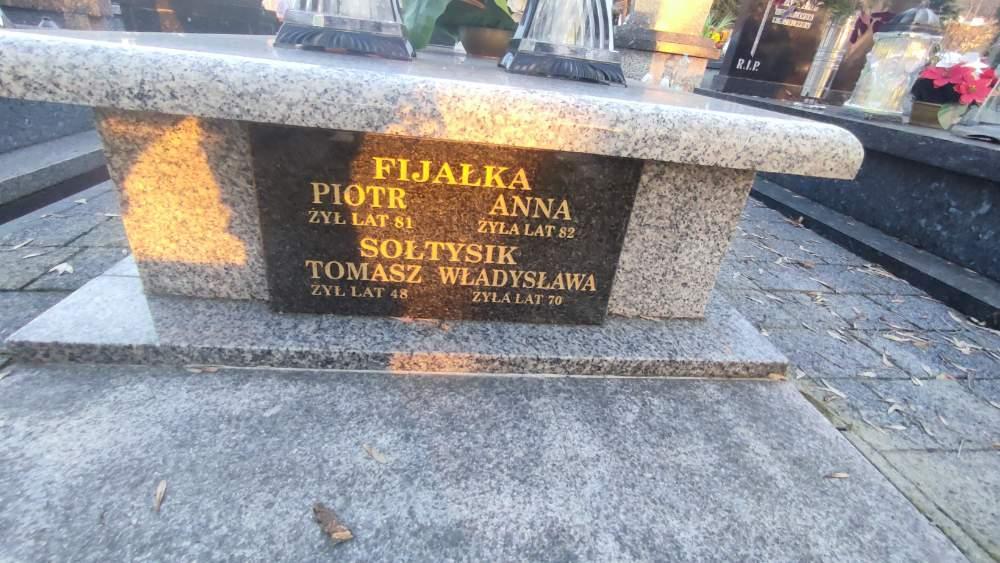 FIJAŁKA
PIOTR ANNA
ŻYŁ LAT 81 ŻYŁA LAT 82
SOŁTYSIK
TOMASZ WŁADYSŁAWA
ŻYŁ LAT 48 ŻYŁA LAT 70
R.I.P.